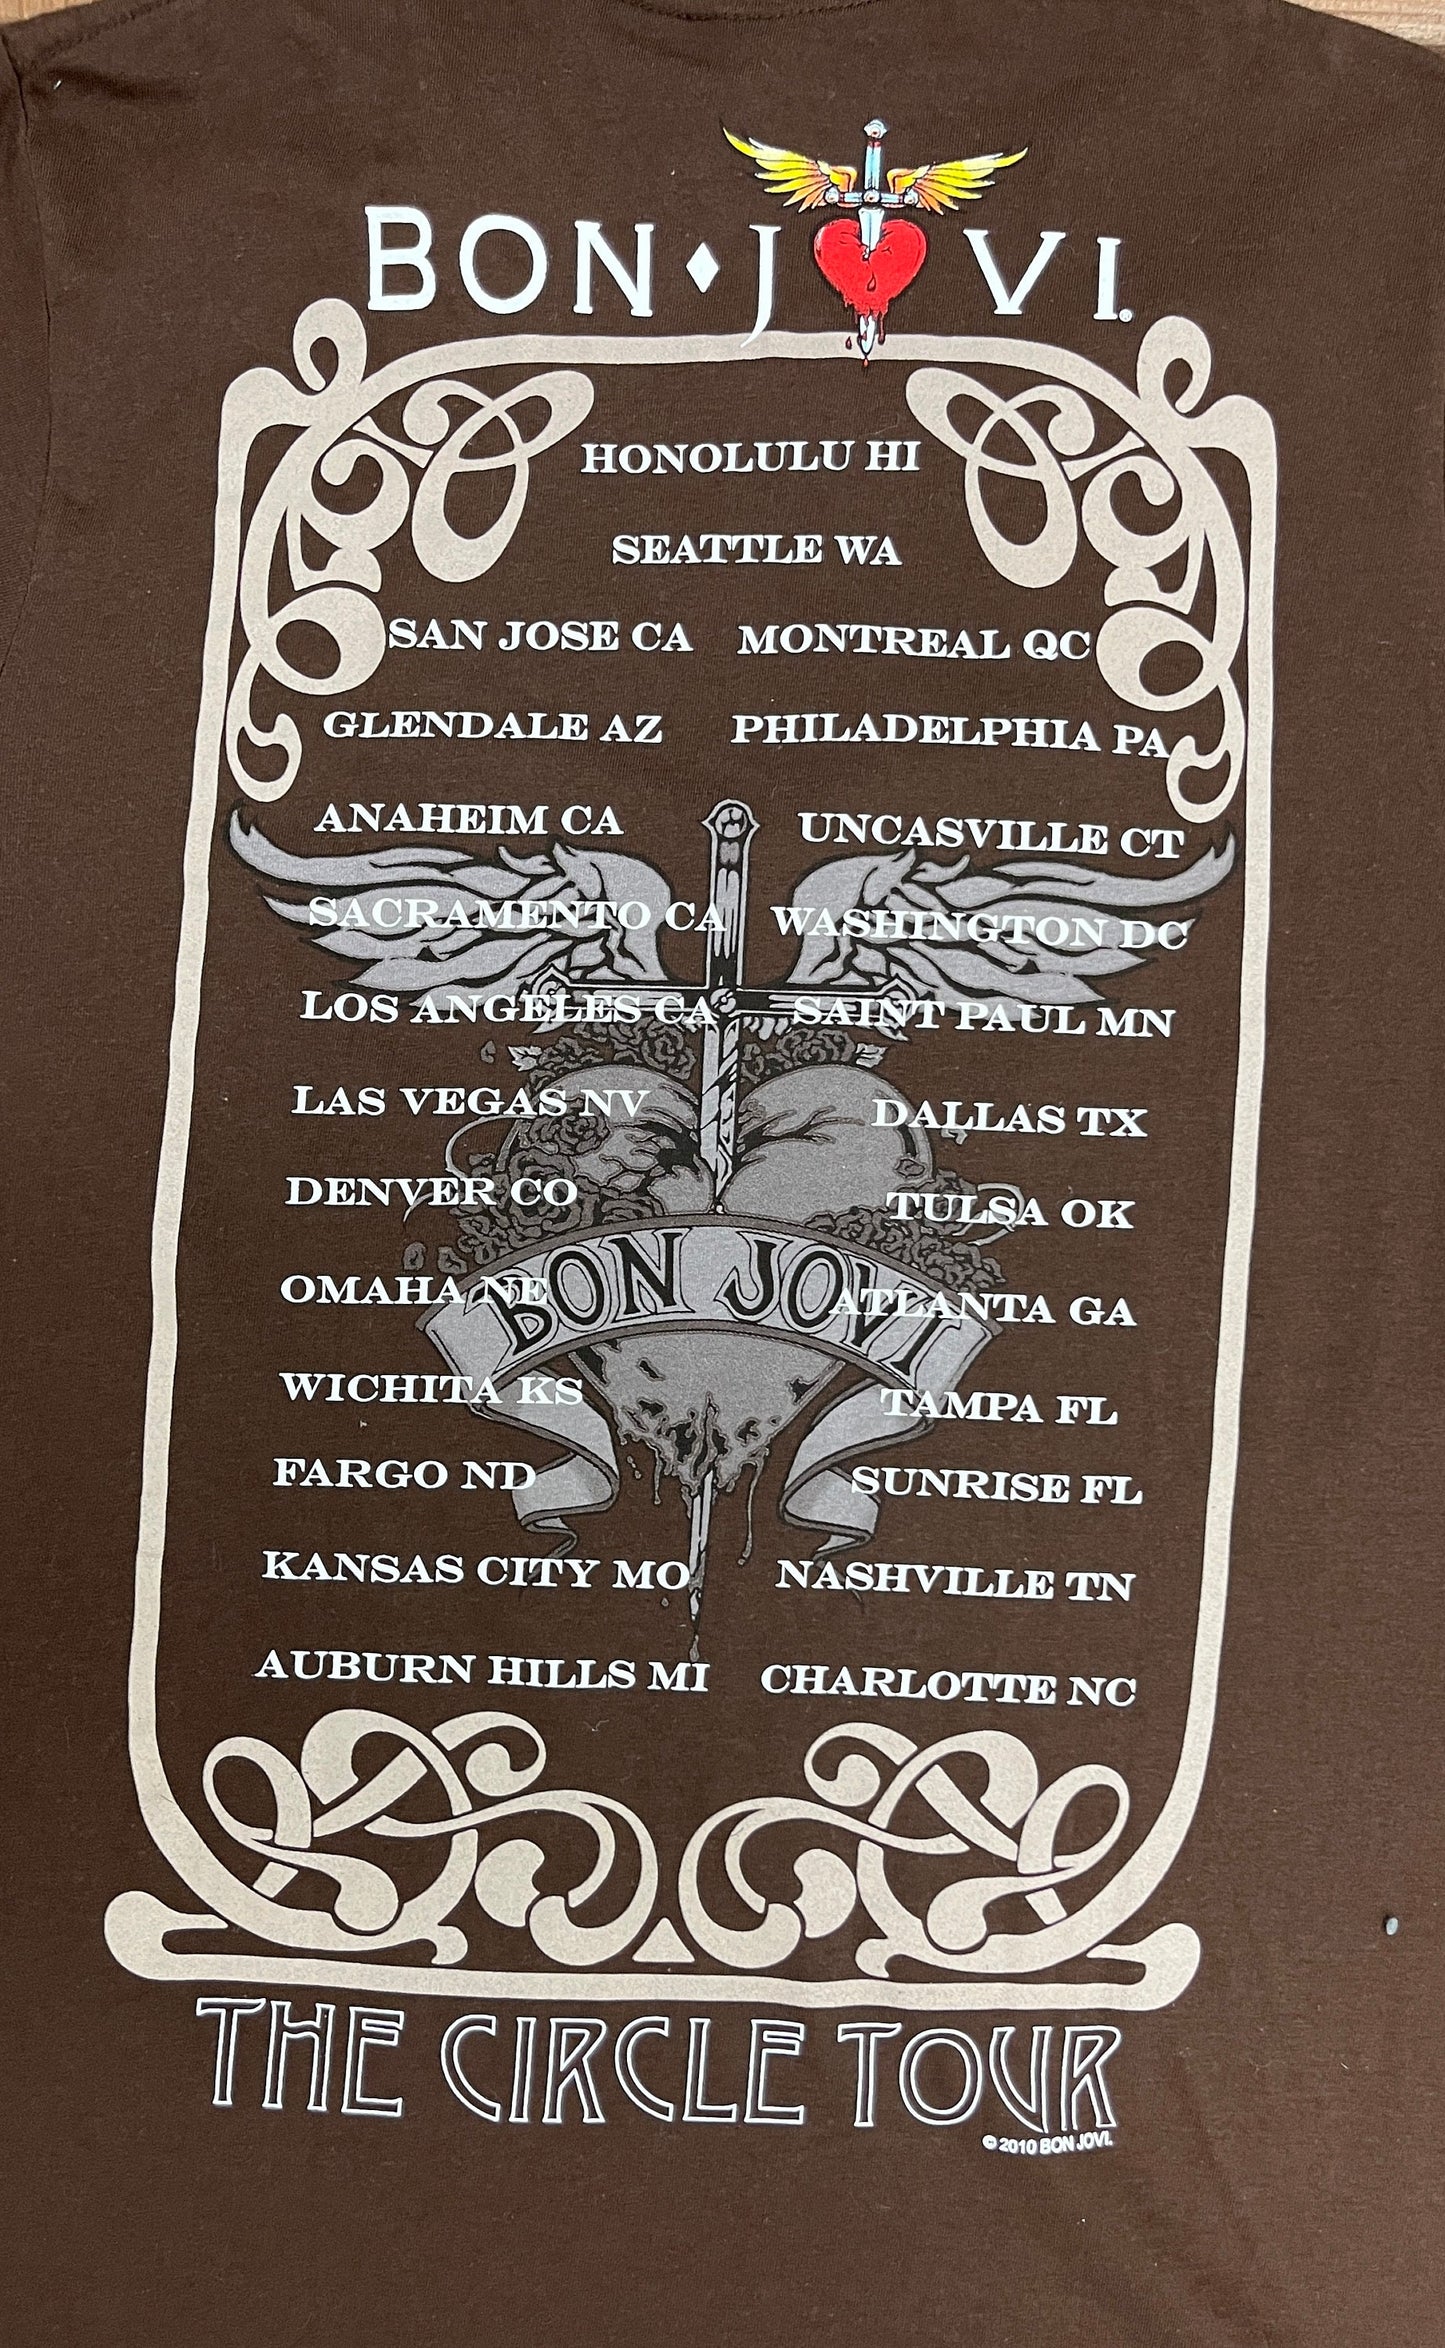 BON♦JOVI®
HONOLULU HI
SEATTLE WA
SAN JOSE CA MONTREAL QC
GLENDALE AZ PHILADELPHIA PA
ANAHEIM CA UNCASVILLE CT
SACRAMENTO CA WASHINGTON DC
LOS ANGELES CA SAINT PAUL MN
LAS VEGAS NV DALLAS TX
DENVER CO TULSA OK
BON JOVI
OMAHA NE ATLANTA GA
WICHITA KS TAMPA FL
FARGO ND SUNRISE FL
KANSAS CITY MO NASHVILLE TN
AUBURN HILLS MI CHARLOTTE NC
THE CIRCLE TOUR
© 2010 BON JOVI.